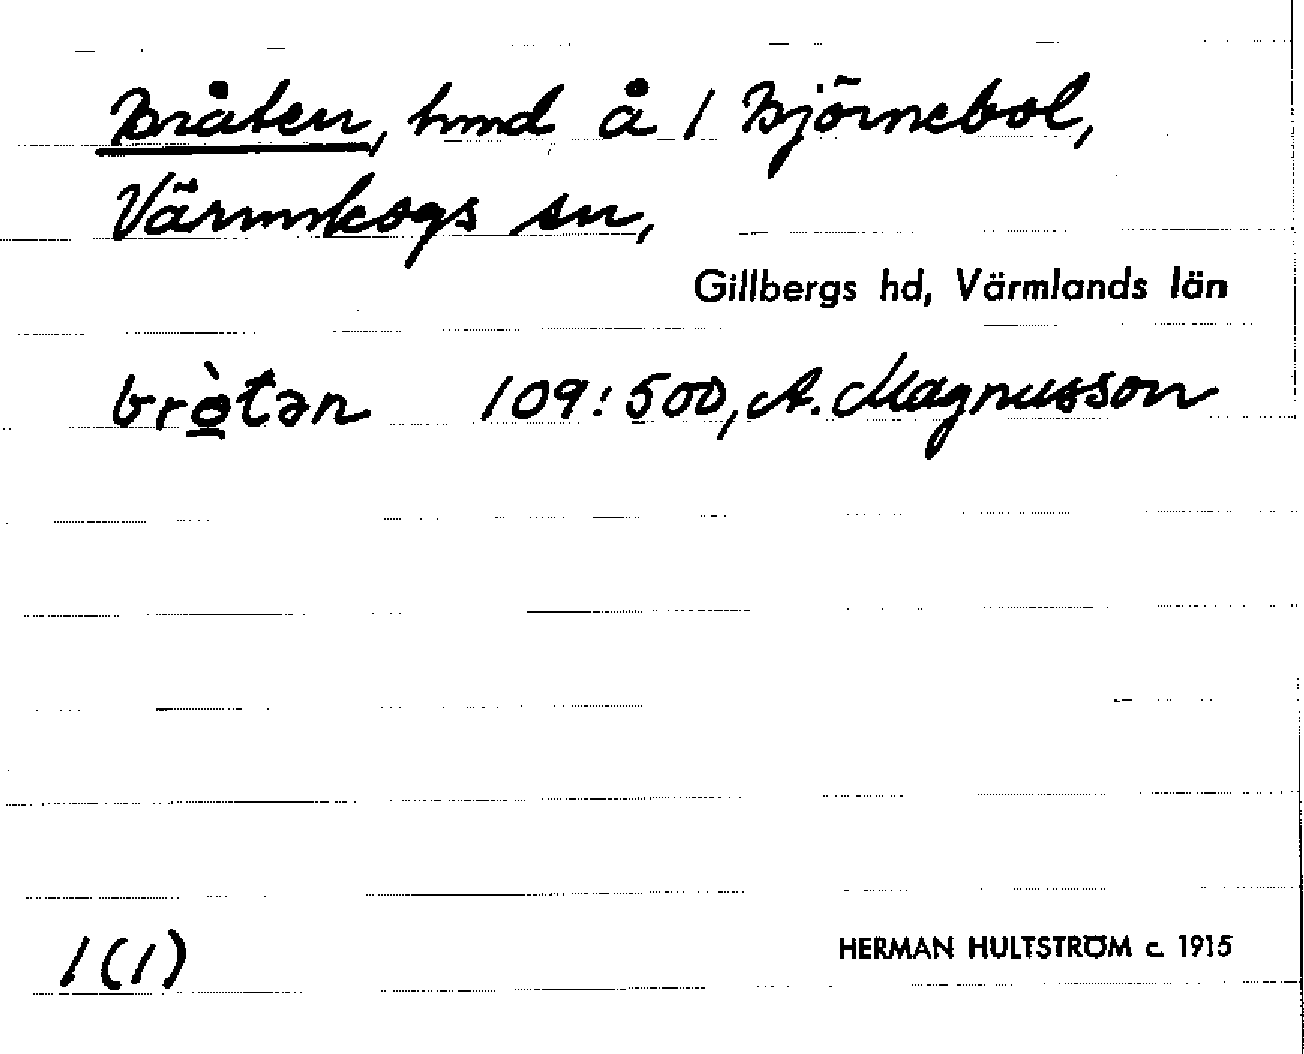 Bråten, hmd å 1 Björnebol,
Värmskogs sn,
Gillbergs hd, Värmlands län
brò̲tən 109:500, A. Magnusson
1(1)
HERMAN HULTSTRÖM c. 1915